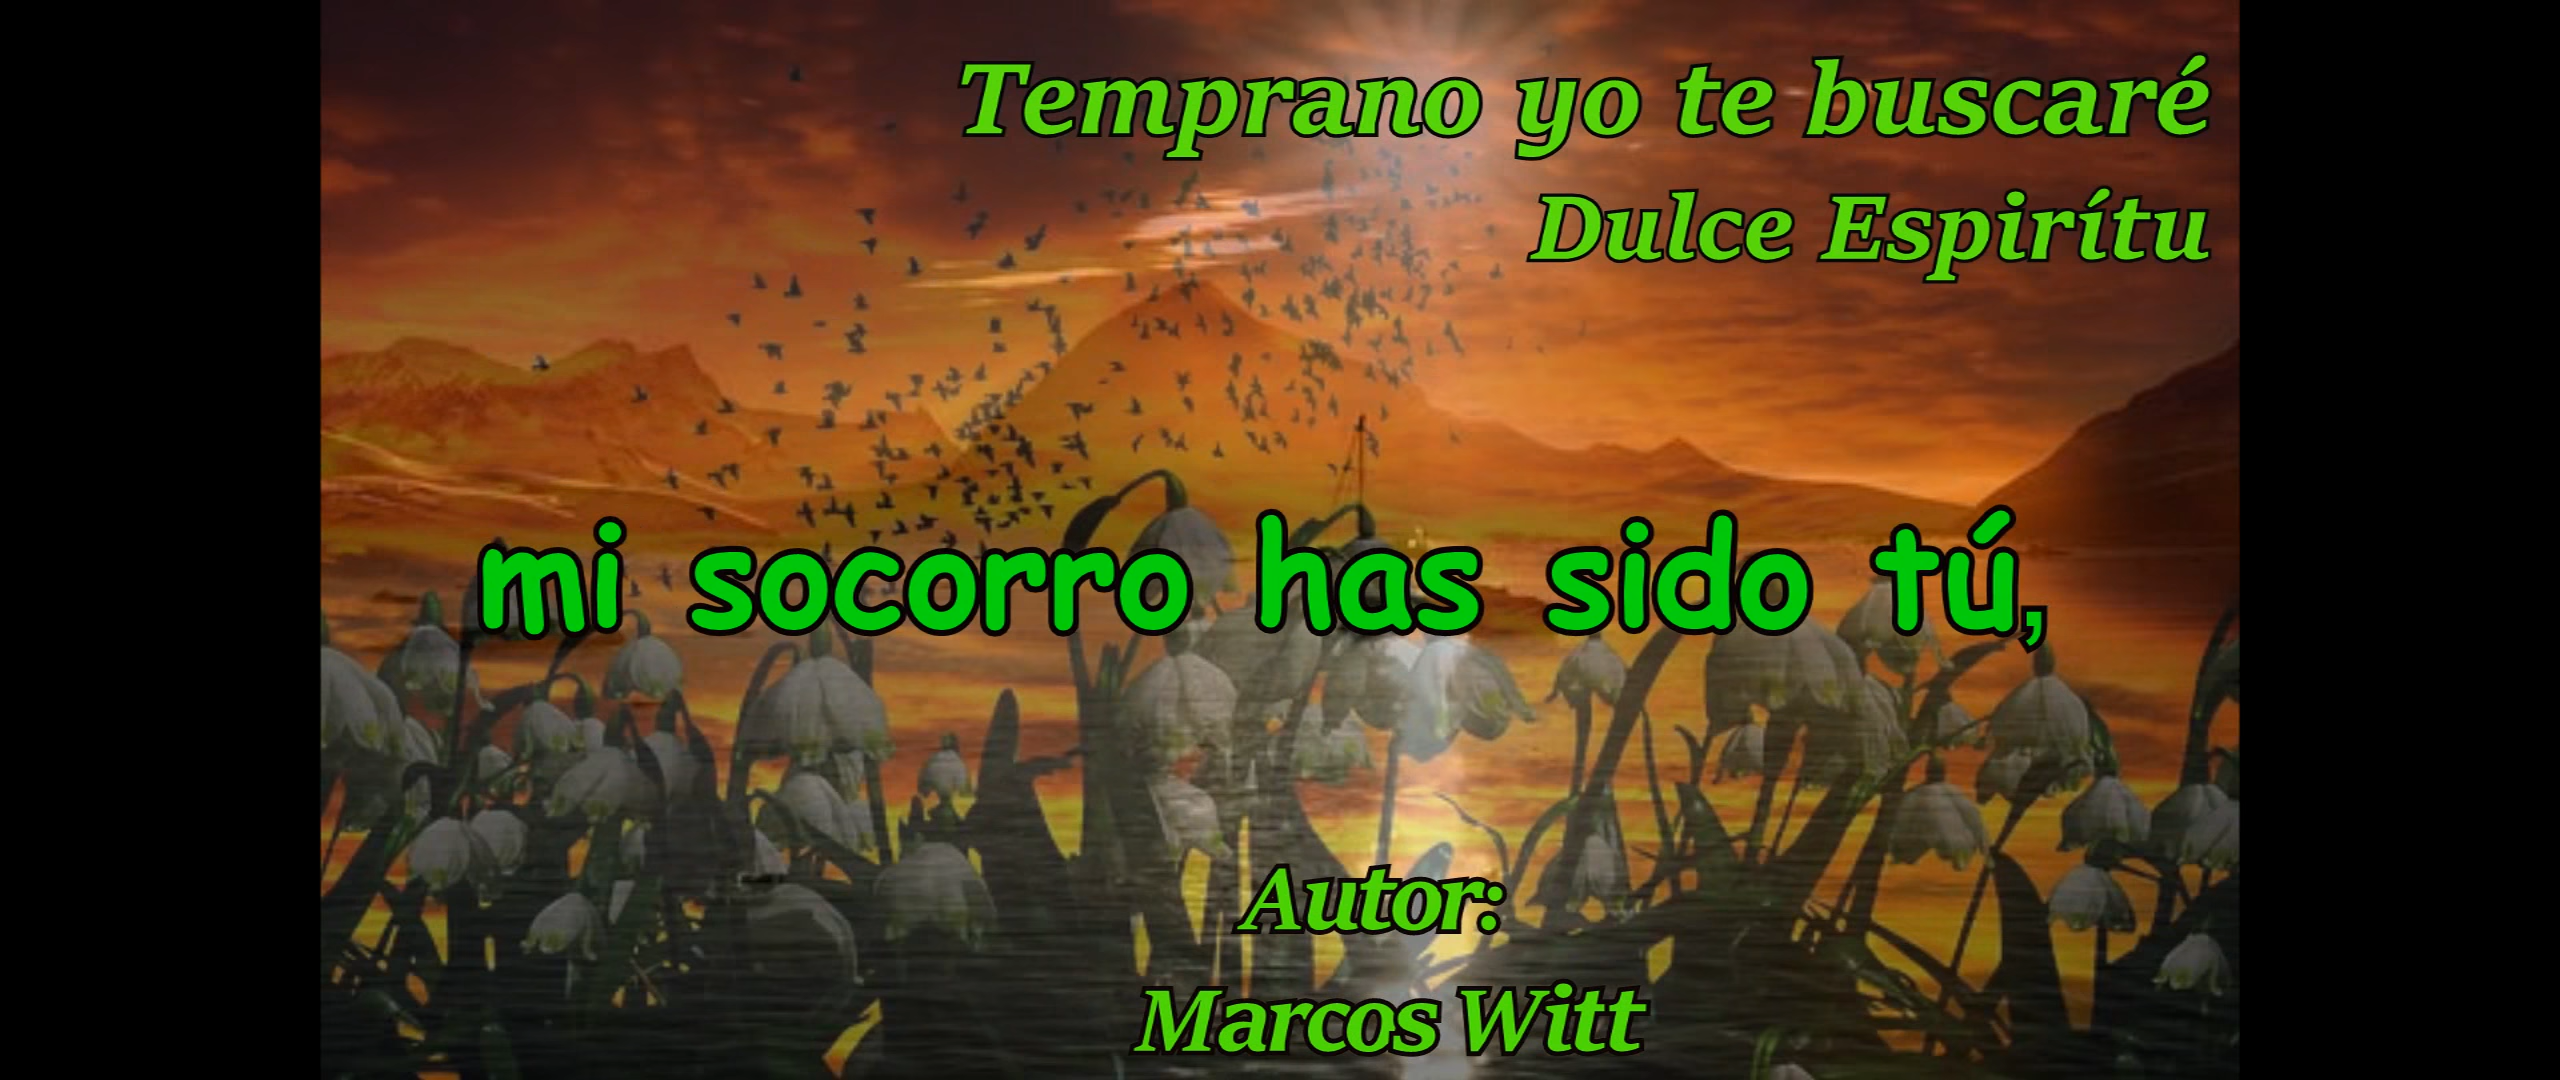 Temprano yo te buscaré
Dulce Espirítu
mi socorro has sido tú,
Autor:
Marcos Witt